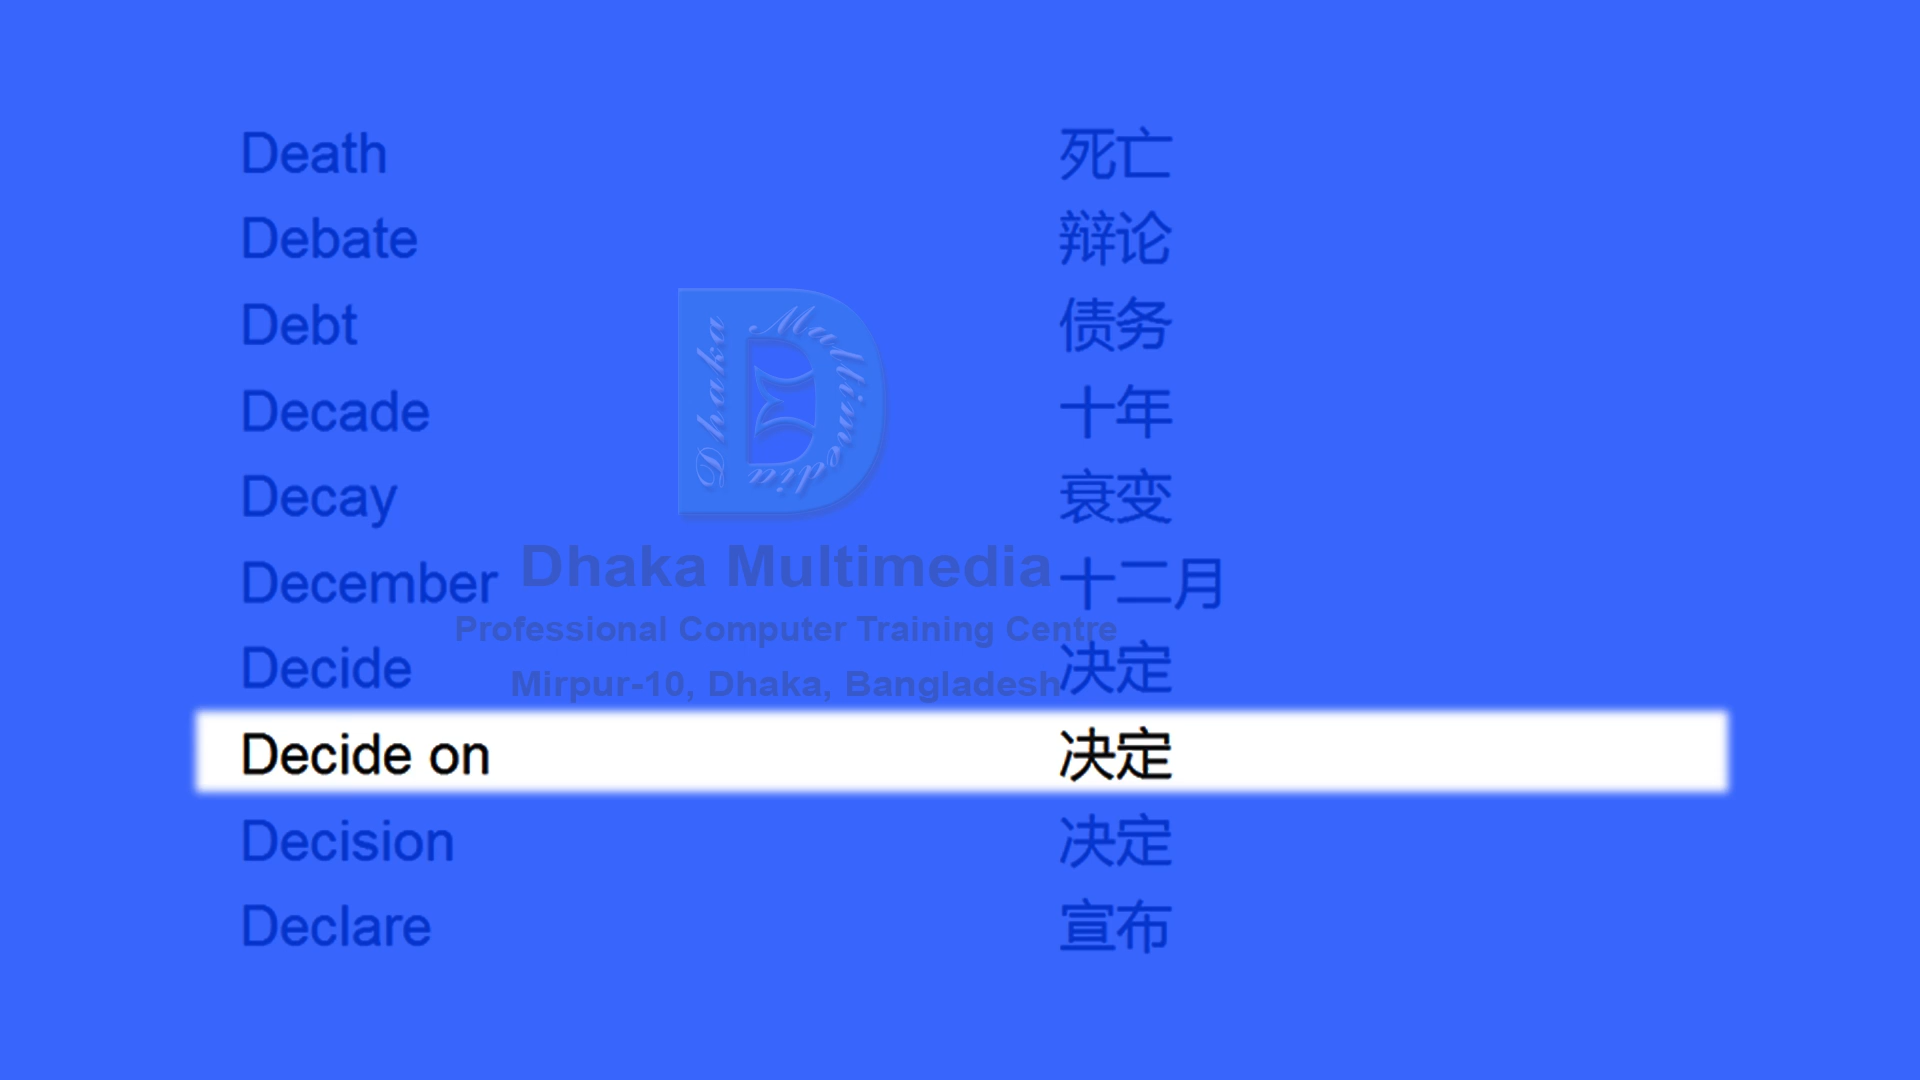 Death 死亡
Debate 辩论
Debt 债务
Decade 十年
Decay 衰变
December 十二月
Decide 决定
Decide on 决定
Decision 决定
Declare 宣布
Dhaka Multimedia
Dhaka Multimedia
Professional Computer Training Centre
Mirpur-10, Dhaka, Bangladesh